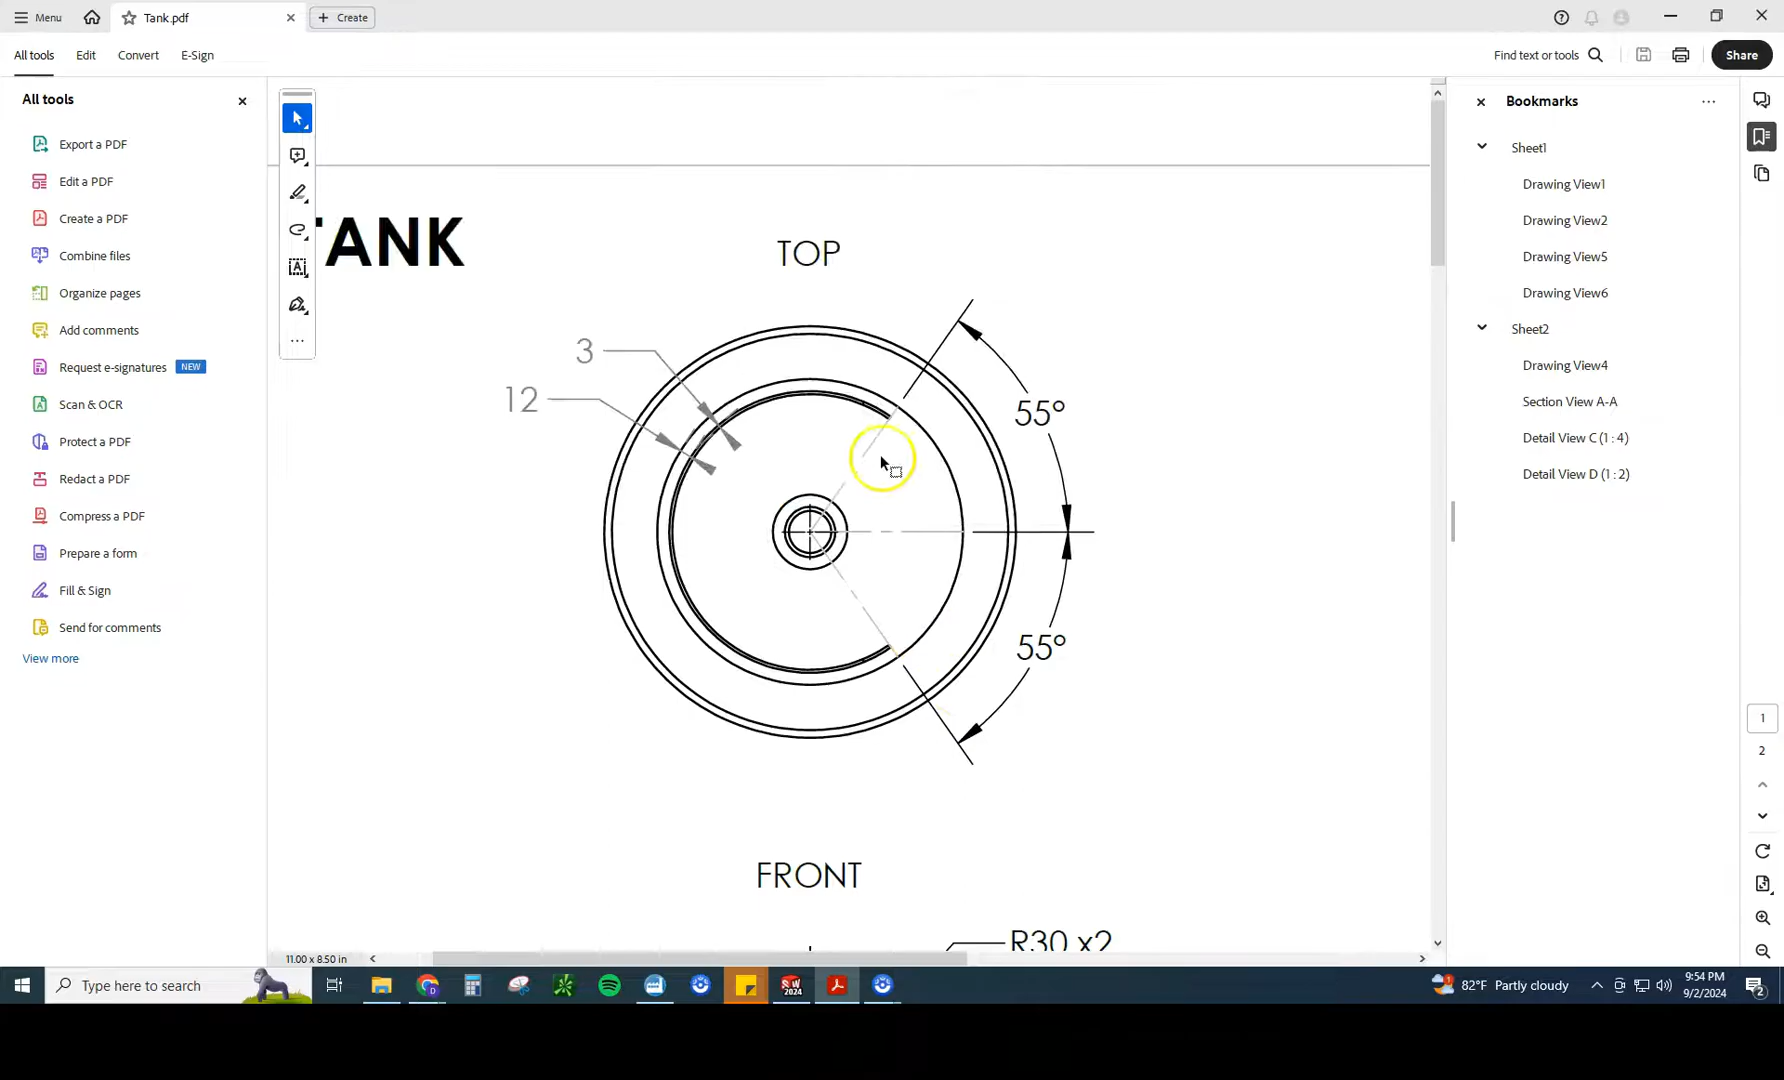 Menu
Tank.pdf
Create
All tools
Edit
Convert
E-Sign
Find text or tools
Share
All tools
Export a PDF
Edit a PDF
Create a PDF
Combine files
Organize pages
Add comments
Request e-signatures NEW
Scan & OCR
Protect a PDF
Redact a PDF
Compress a PDF
Prepare a form
Fill & Sign
Send for comments
View more
TANK
TOP
3
12
55°
55°
FRONT
R30 x2
11.00 x 8.50 in
Bookmarks
Sheet1
Drawing View1
Drawing View2
Drawing View5
Drawing View6
Sheet2
Drawing View4
Section View A-A
Detail View C (1 : 4)
Detail View D (1 : 2)
1
2
Type here to search
SW
2024
82°F Partly cloudy
9:54 PM
9/2/2024
2